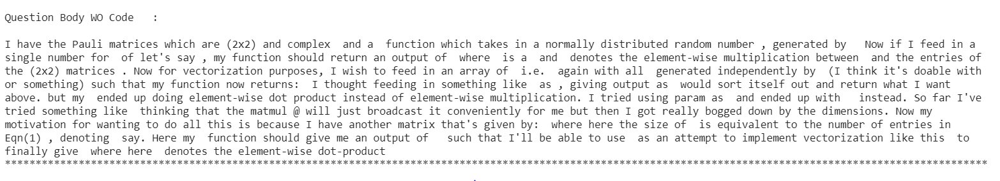 Question Body WO Code   :
I have the Pauli matrices which are (2x2) and complex  and a  function which takes in a normally distributed random number , generated by   Now if I feed in a
single number for  of let's say , my function should return an output of  where  is a  and  denotes the element-wise multiplication between  and the entries of
the (2x2) matrices . Now for vectorization purposes, I wish to feed in an array of  i.e.  again with all  generated independently by  (I think it's doable with
or something) such that my function now returns:  I thought feeding in something like  as , giving output as  would sort itself out and return what I want
above. but my  ended up doing element-wise dot product instead of element-wise multiplication. I tried using param as  and ended up with   instead. So far I've
tried something like  thinking that the matmul @ will just broadcast it conveniently for me but then I got really bogged down by the dimensions. Now my
motivation for wanting to do all this is because I have another matrix that's given by:  where here the size of  is equivalent to the number of entries in
Eqn(1) , denoting  say. Here my  function should give me an output of   such that I'll be able to use  as an attempt to implement vectorization like this  to
finally give  where here  denotes the element-wise dot-product
**********************************************************************************************************************************************************